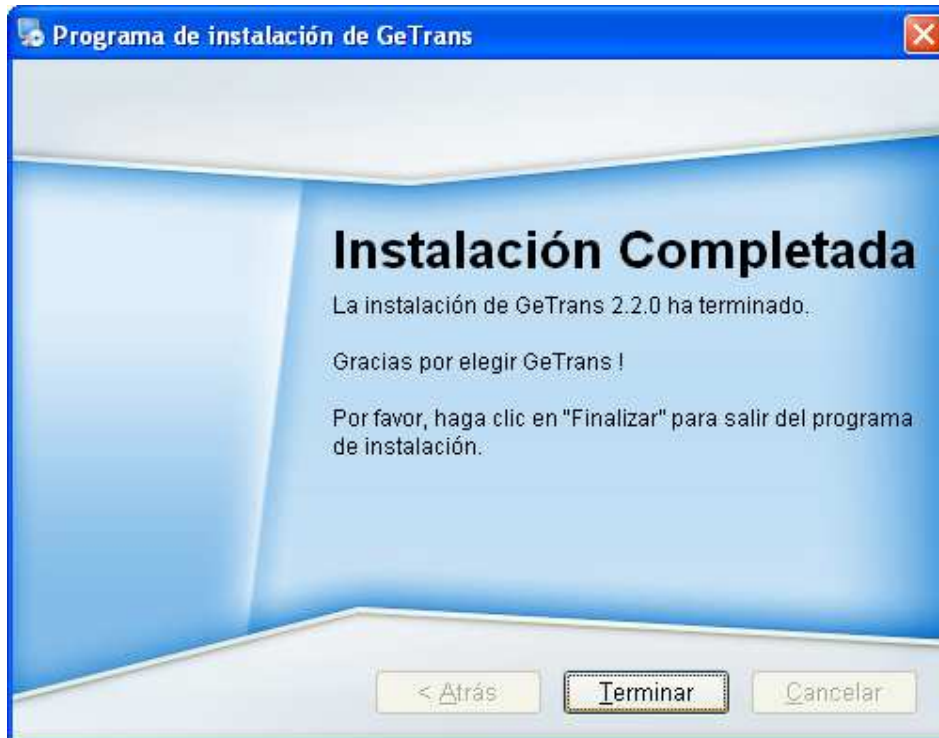 Programa de instalación de GeTrans
Instalación Completada
La instalación de GeTrans 2.2.0 ha terminado.
Gracias por elegir GeTrans !
Por favor, haga clic en "Finalizar" para salir del programa
de instalación.
< Atrás
Terminar
Cancelar